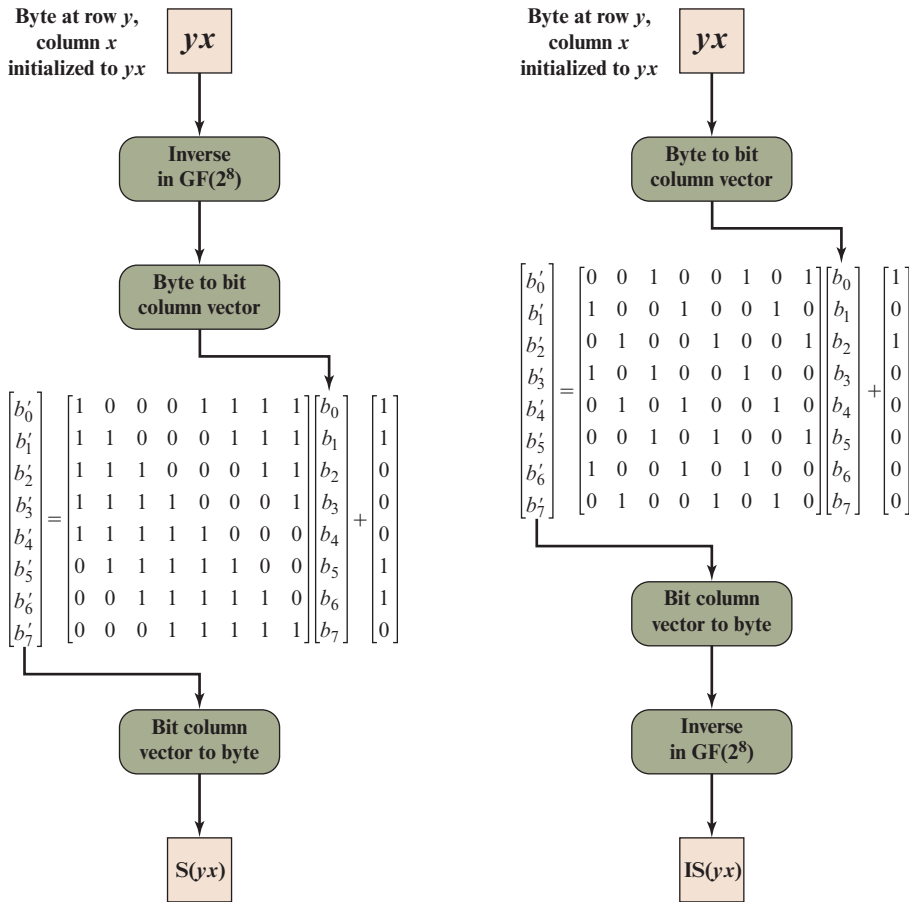 Byte at row y,
column x
initialized to yx
yx
Inverse
in GF(2⁸)
Byte to bit
column vector
[b′₀] = [1 0 0 0 1 1 1 1] [b₀] + [1]
[b′₁] [1 1 0 0 0 1 1 1] [b₁] [1]
[b′₂] [1 1 1 0 0 0 1 1] [b₂] [0]
[b′₃] [1 1 1 1 0 0 0 1] [b₃] [0]
[b′₄] [1 1 1 1 1 0 0 0] [b₄] [0]
[b′₅] [0 1 1 1 1 1 0 0] [b₅] [1]
[b′₆] [0 0 1 1 1 1 1 0] [b₆] [1]
[b′₇] [0 0 0 1 1 1 1 1] [b₇] [0]
Bit column
vector to byte
S(yx)
Byte at row y,
column x
initialized to yx
yx
Byte to bit
column vector
[b′₀] = [0 0 1 0 0 1 0 1] [b₀] + [1]
[b′₁] [1 0 0 1 0 0 1 0] [b₁] [0]
[b′₂] [0 1 0 0 1 0 0 1] [b₂] [1]
[b′₃] [1 0 1 0 0 1 0 0] [b₃] [0]
[b′₄] [0 1 0 1 0 0 1 0] [b₄] [0]
[b′₅] [0 0 1 0 1 0 0 1] [b₅] [0]
[b′₆] [1 0 0 1 0 1 0 0] [b₆] [0]
[b′₇] [0 1 0 0 1 0 1 0] [b₇] [0]
Bit column
vector to byte
Inverse
in GF(2⁸)
IS(yx)